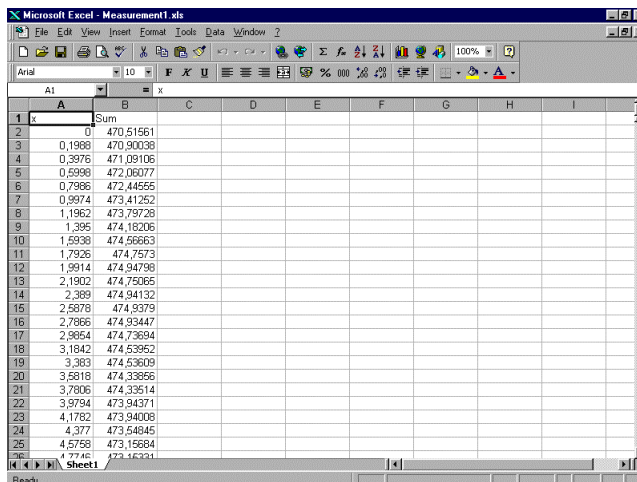 Microsoft Excel - Measurement1.xls
File Edit View Insert Format Tools Data Window ?
100%
Arial 10 F K U % 000
A1 = x
A B C D E F G H I
1 x Sum
2 0 470,51561
3 0,1988 470,90038
4 0,3976 471,09106
5 0,5998 472,06077
6 0,7986 472,44555
7 0,9974 473,41252
8 1,1962 473,79728
9 1,395 474,18206
10 1,5938 474,56663
11 1,7926 474,7573
12 1,9914 474,94798
13 2,1902 474,75065
14 2,389 474,94132
15 2,5878 474,9379
16 2,7866 474,93447
17 2,9854 474,73694
18 3,1842 474,53952
19 3,383 474,53609
20 3,5818 474,33856
21 3,7806 474,33514
22 3,9794 473,94371
23 4,1782 473,94008
24 4,377 473,54845
25 4,5758 473,15684
26 4,7746 473,15331
Sheet1
Ready